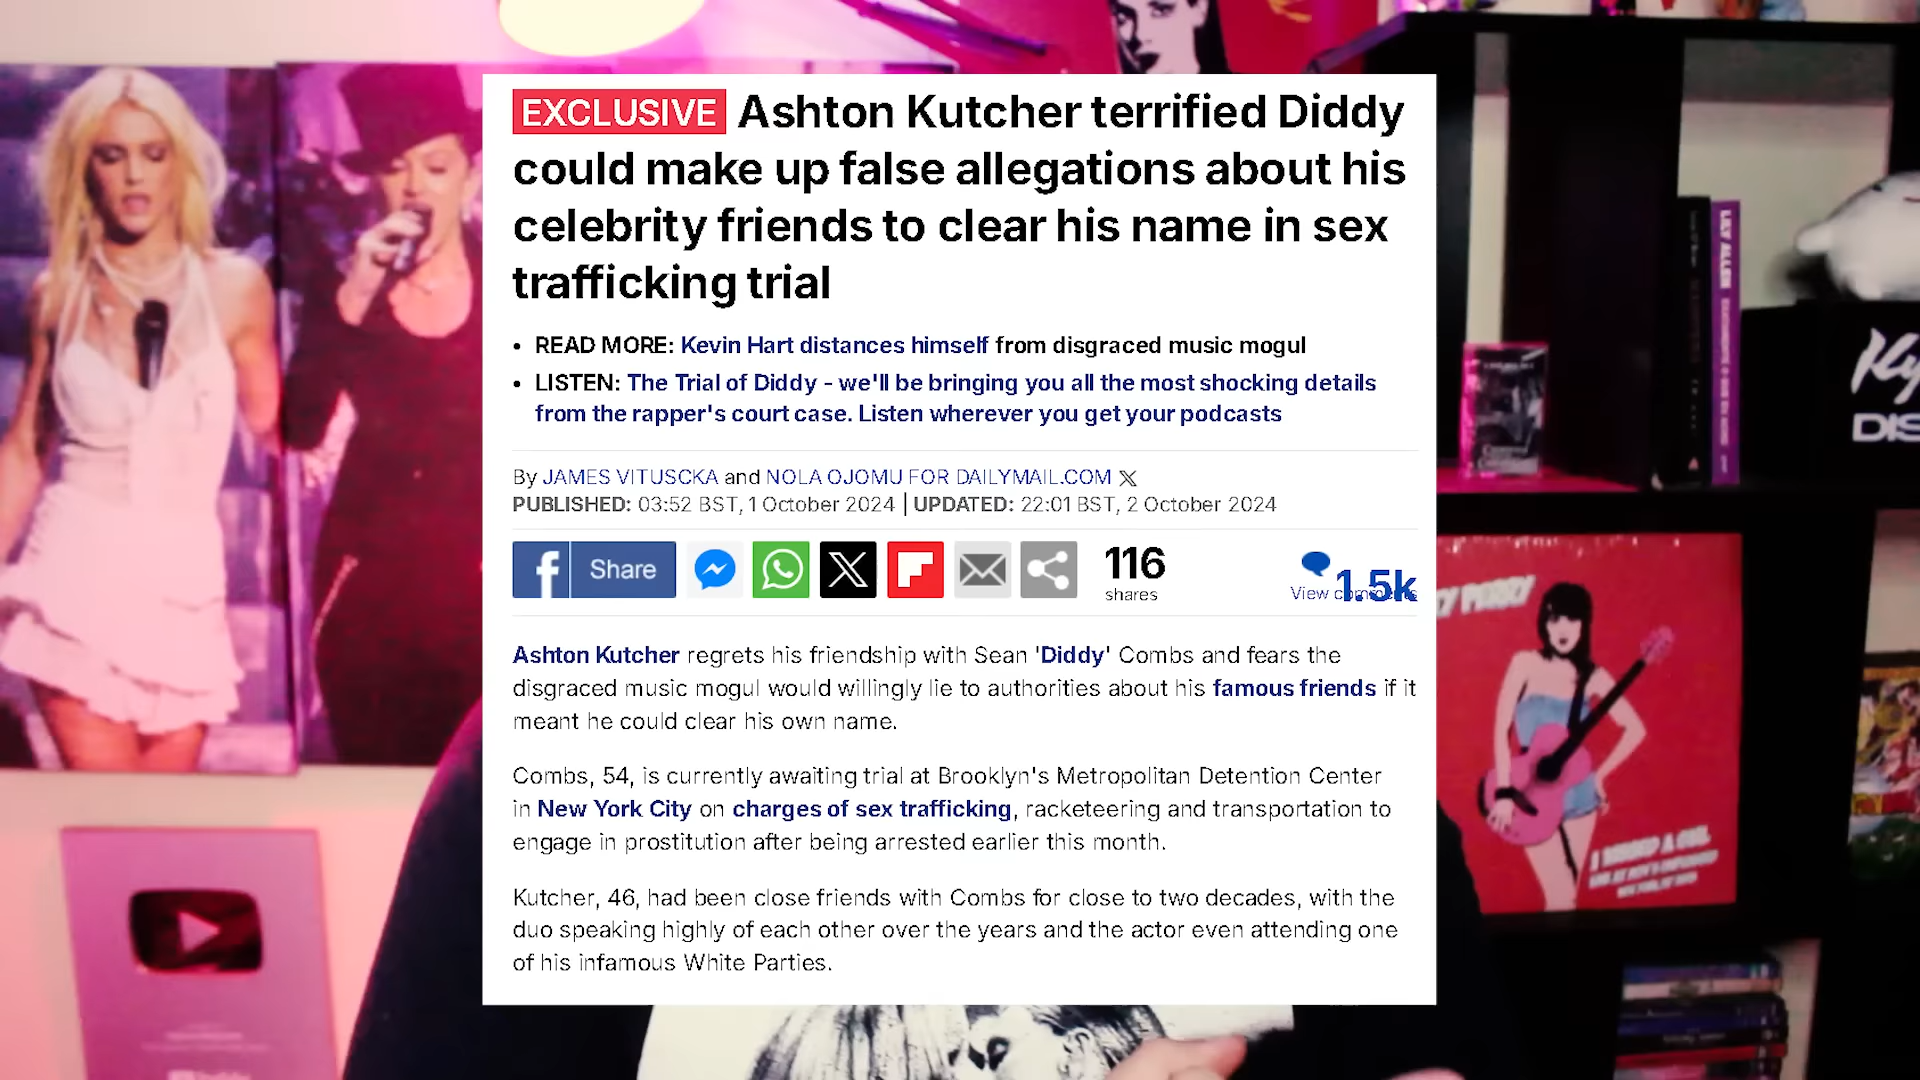 EXCLUSIVE Ashton Kutcher terrified Diddy
could make up false allegations about his
celebrity friends to clear his name in sex
trafficking trial
• READ MORE: Kevin Hart distances himself from disgraced music mogul
• LISTEN: The Trial of Diddy - we'll be bringing you all the most shocking details
from the rapper's court case. Listen wherever you get your podcasts
By JAMES VITUSCKA and NOLA OJOMU FOR DAILYMAIL.COM
PUBLISHED: 03:52 BST, 1 October 2024 | UPDATED: 22:01 BST, 2 October 2024
Share
116
shares
1.5k
View comments
Ashton Kutcher regrets his friendship with Sean 'Diddy' Combs and fears the
disgraced music mogul would willingly lie to authorities about his famous friends if it
meant he could clear his own name.
Combs, 54, is currently awaiting trial at Brooklyn's Metropolitan Detention Center
in New York City on charges of sex trafficking, racketeering and transportation to
engage in prostitution after being arrested earlier this month.
Kutcher, 46, had been close friends with Combs for close to two decades, with the
duo speaking highly of each other over the years and the actor even attending one
of his infamous White Parties.
LILY ALLEN
Ky
DIS
Y PERRY
I KISSED A GIRL